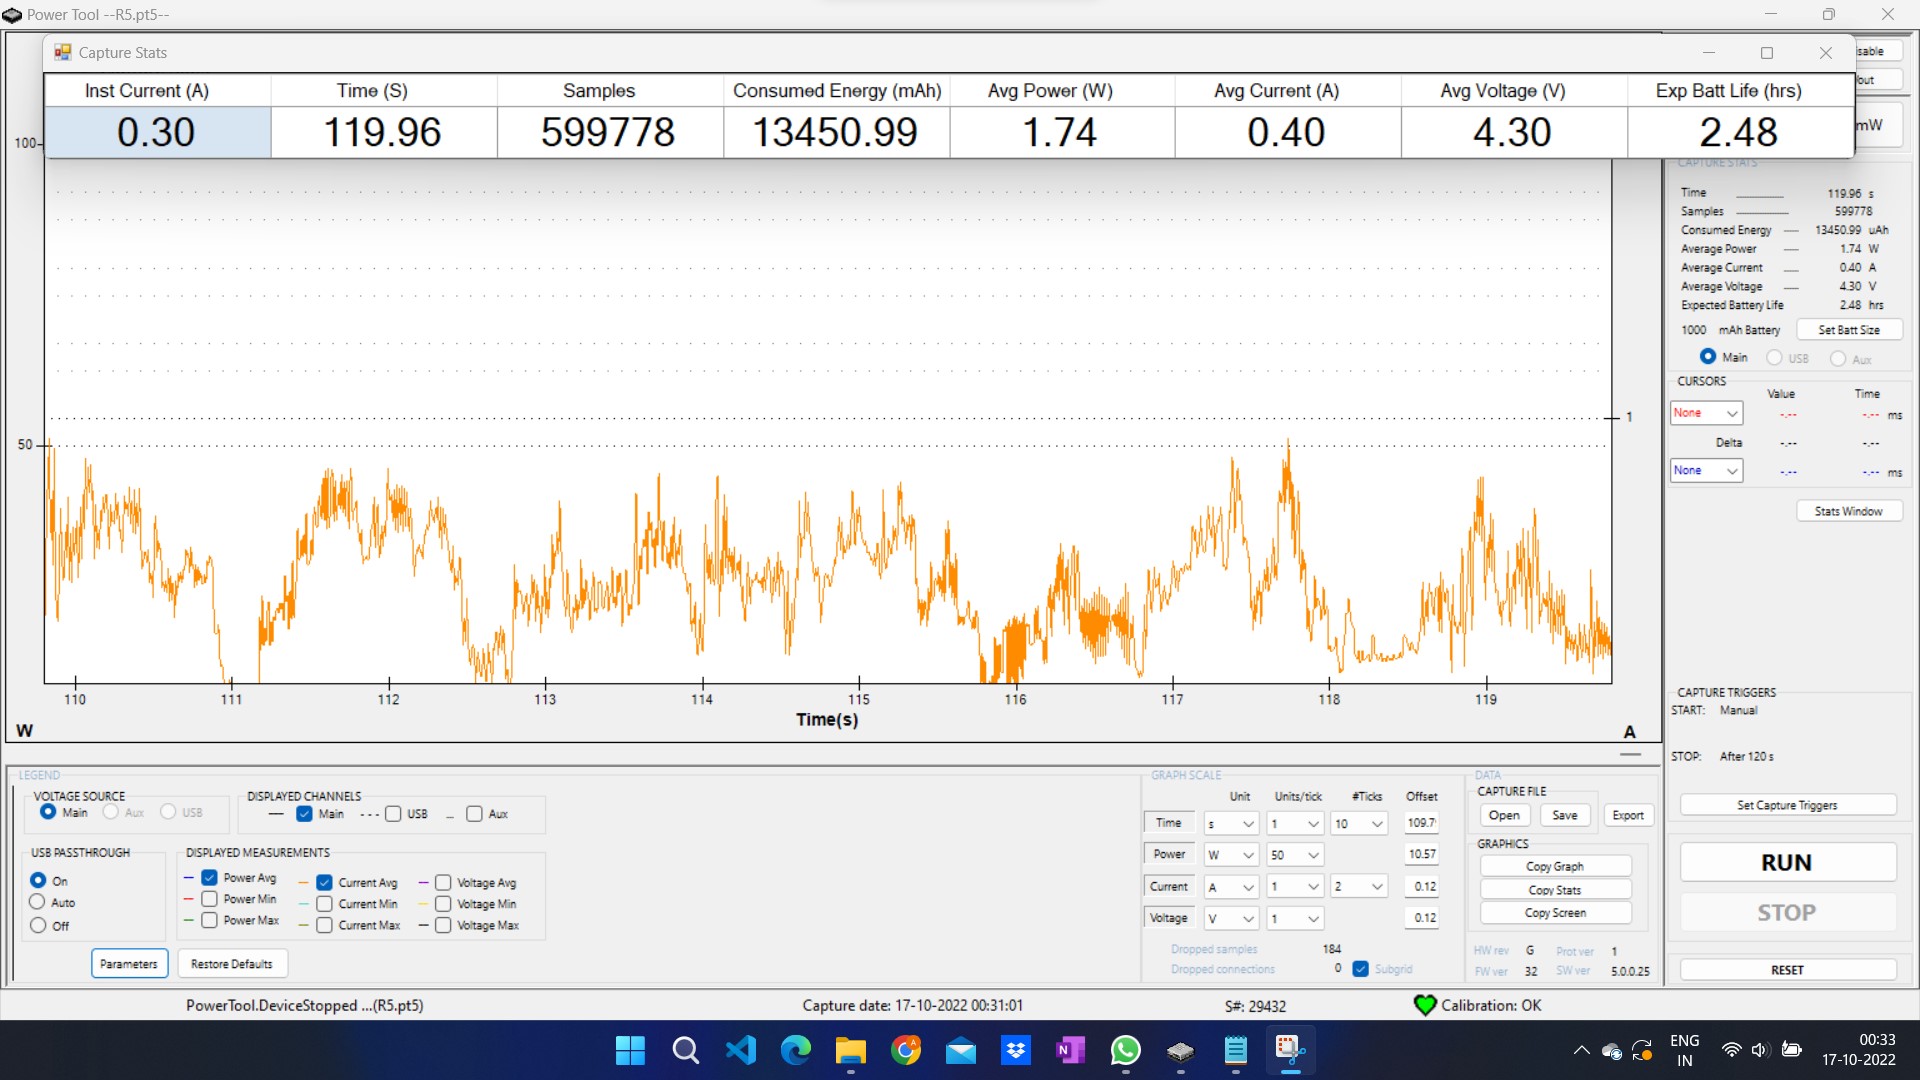 Power Tool --R5.pt5--
Capture Stats
Inst Current (A) Time (S) Samples Consumed Energy (mAh) Avg Power (W) Avg Current (A) Avg Voltage (V) Exp Batt Life (hrs)
0.30 119.96 599778 13450.99 1.74 0.40 4.30 2.48
mW
100
50
1
110 111 112 113 114 115 116 117 118 119
Time(s)
W
A
CAPTURE STATS
Time 119.96 s
Samples 599778
Consumed Energy 13450.99 uAh
Average Power 1.74 W
Average Current 0.40 A
Average Voltage 4.30 V
Expected Battery Life 2.48 hrs
1000 mAh Battery Set Batt Size
Main USB Aux
CURSORS
Value Time
None -.-- -.-- ms
Delta -.-- -.--
None -.-- -.-- ms
Stats Window
CAPTURE TRIGGERS
START: Manual
STOP: After 120 s
Set Capture Triggers
RUN
STOP
RESET
LEGEND
VOLTAGE SOURCE
Main Aux USB
DISPLAYED CHANNELS
Main USB Aux
USB PASSTHROUGH
On
Auto
Off
DISPLAYED MEASUREMENTS
Power Avg Current Avg Voltage Avg
Power Min Current Min Voltage Min
Power Max Current Max Voltage Max
Parameters Restore Defaults
GRAPH SCALE
Unit Units/tick #Ticks Offset
Time s 1 10 109.7
Power W 50 10.57
Current A 1 2 0.12
Voltage V 1 0.12
Dropped samples 184
Dropped connections 0 Subgrid
DATA
CAPTURE FILE
Open Save Export
GRAPHICS
Copy Graph
Copy Stats
Copy Screen
HW rev G Prot ver 1
FW ver 32 SW ver 5.0.0.25
PowerTool.DeviceStopped ...(R5.pt5) Capture date: 17-10-2022 00:31:01 S#: 29432 Calibration: OK
ENG
IN
00:33
17-10-2022